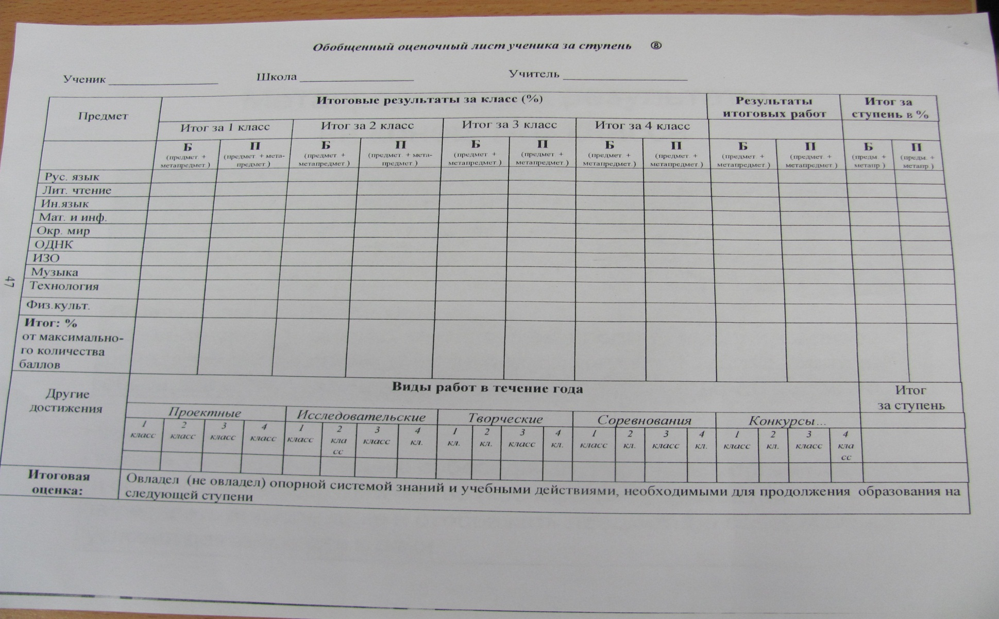 Обобщенный оценочный лист ученика за ступень ⑧
Ученик Школа Учитель
Предмет
Итоговые результаты за класс (%)
Результаты
итоговых работ
Итог за
ступень в %
Итог за 1 класс
Итог за 2 класс
Итог за 3 класс
Итог за 4 класс
Б
(предмет. +
метапредмет.)
П
(предмет. + мета-
предмет.)
Б
(предмет. +
метапредмет.)
П
(предмет. + мета-
предмет.)
Б
(предмет. +
метапредмет.)
П
(предмет. +
метапредмет.)
Б
(предмет. +
метапредмет.)
П
(предмет. +
метапредмет.)
Б
(предмет. +
метапредмет.)
П
(предмет. +
метапредмет.)
Б
(предм. +
метапр.)
П
(предм. +
метапр.)
Рус. язык
Лит. чтение
Ин.язык
Мат. и инф.
Окр. мир
ОДНК
ИЗО
Музыка
Технология
Физ.культ.
Итог: %
от максимально-
го количества
баллов
47
Другие
достижения
Виды работ в течение года
Итог
за ступень
Проектные
Исследовательские
Творческие
Соревнования
Конкурсы...
1
класс
2
класс
3
класс
4
класс
1
класс
2
кла
сс
3
класс
4
кл.
1
кл.
2
кл.
3
класс
4
кл.
1
класс
2
кл.
3
класс
4
кл.
1
класс
2
кл.
3
класс
4
кла
сс
Итоговая
оценка:
Овладел (не овладел) опорной системой знаний и учебными действиями, необходимыми для продолжения образования на
следующей ступени